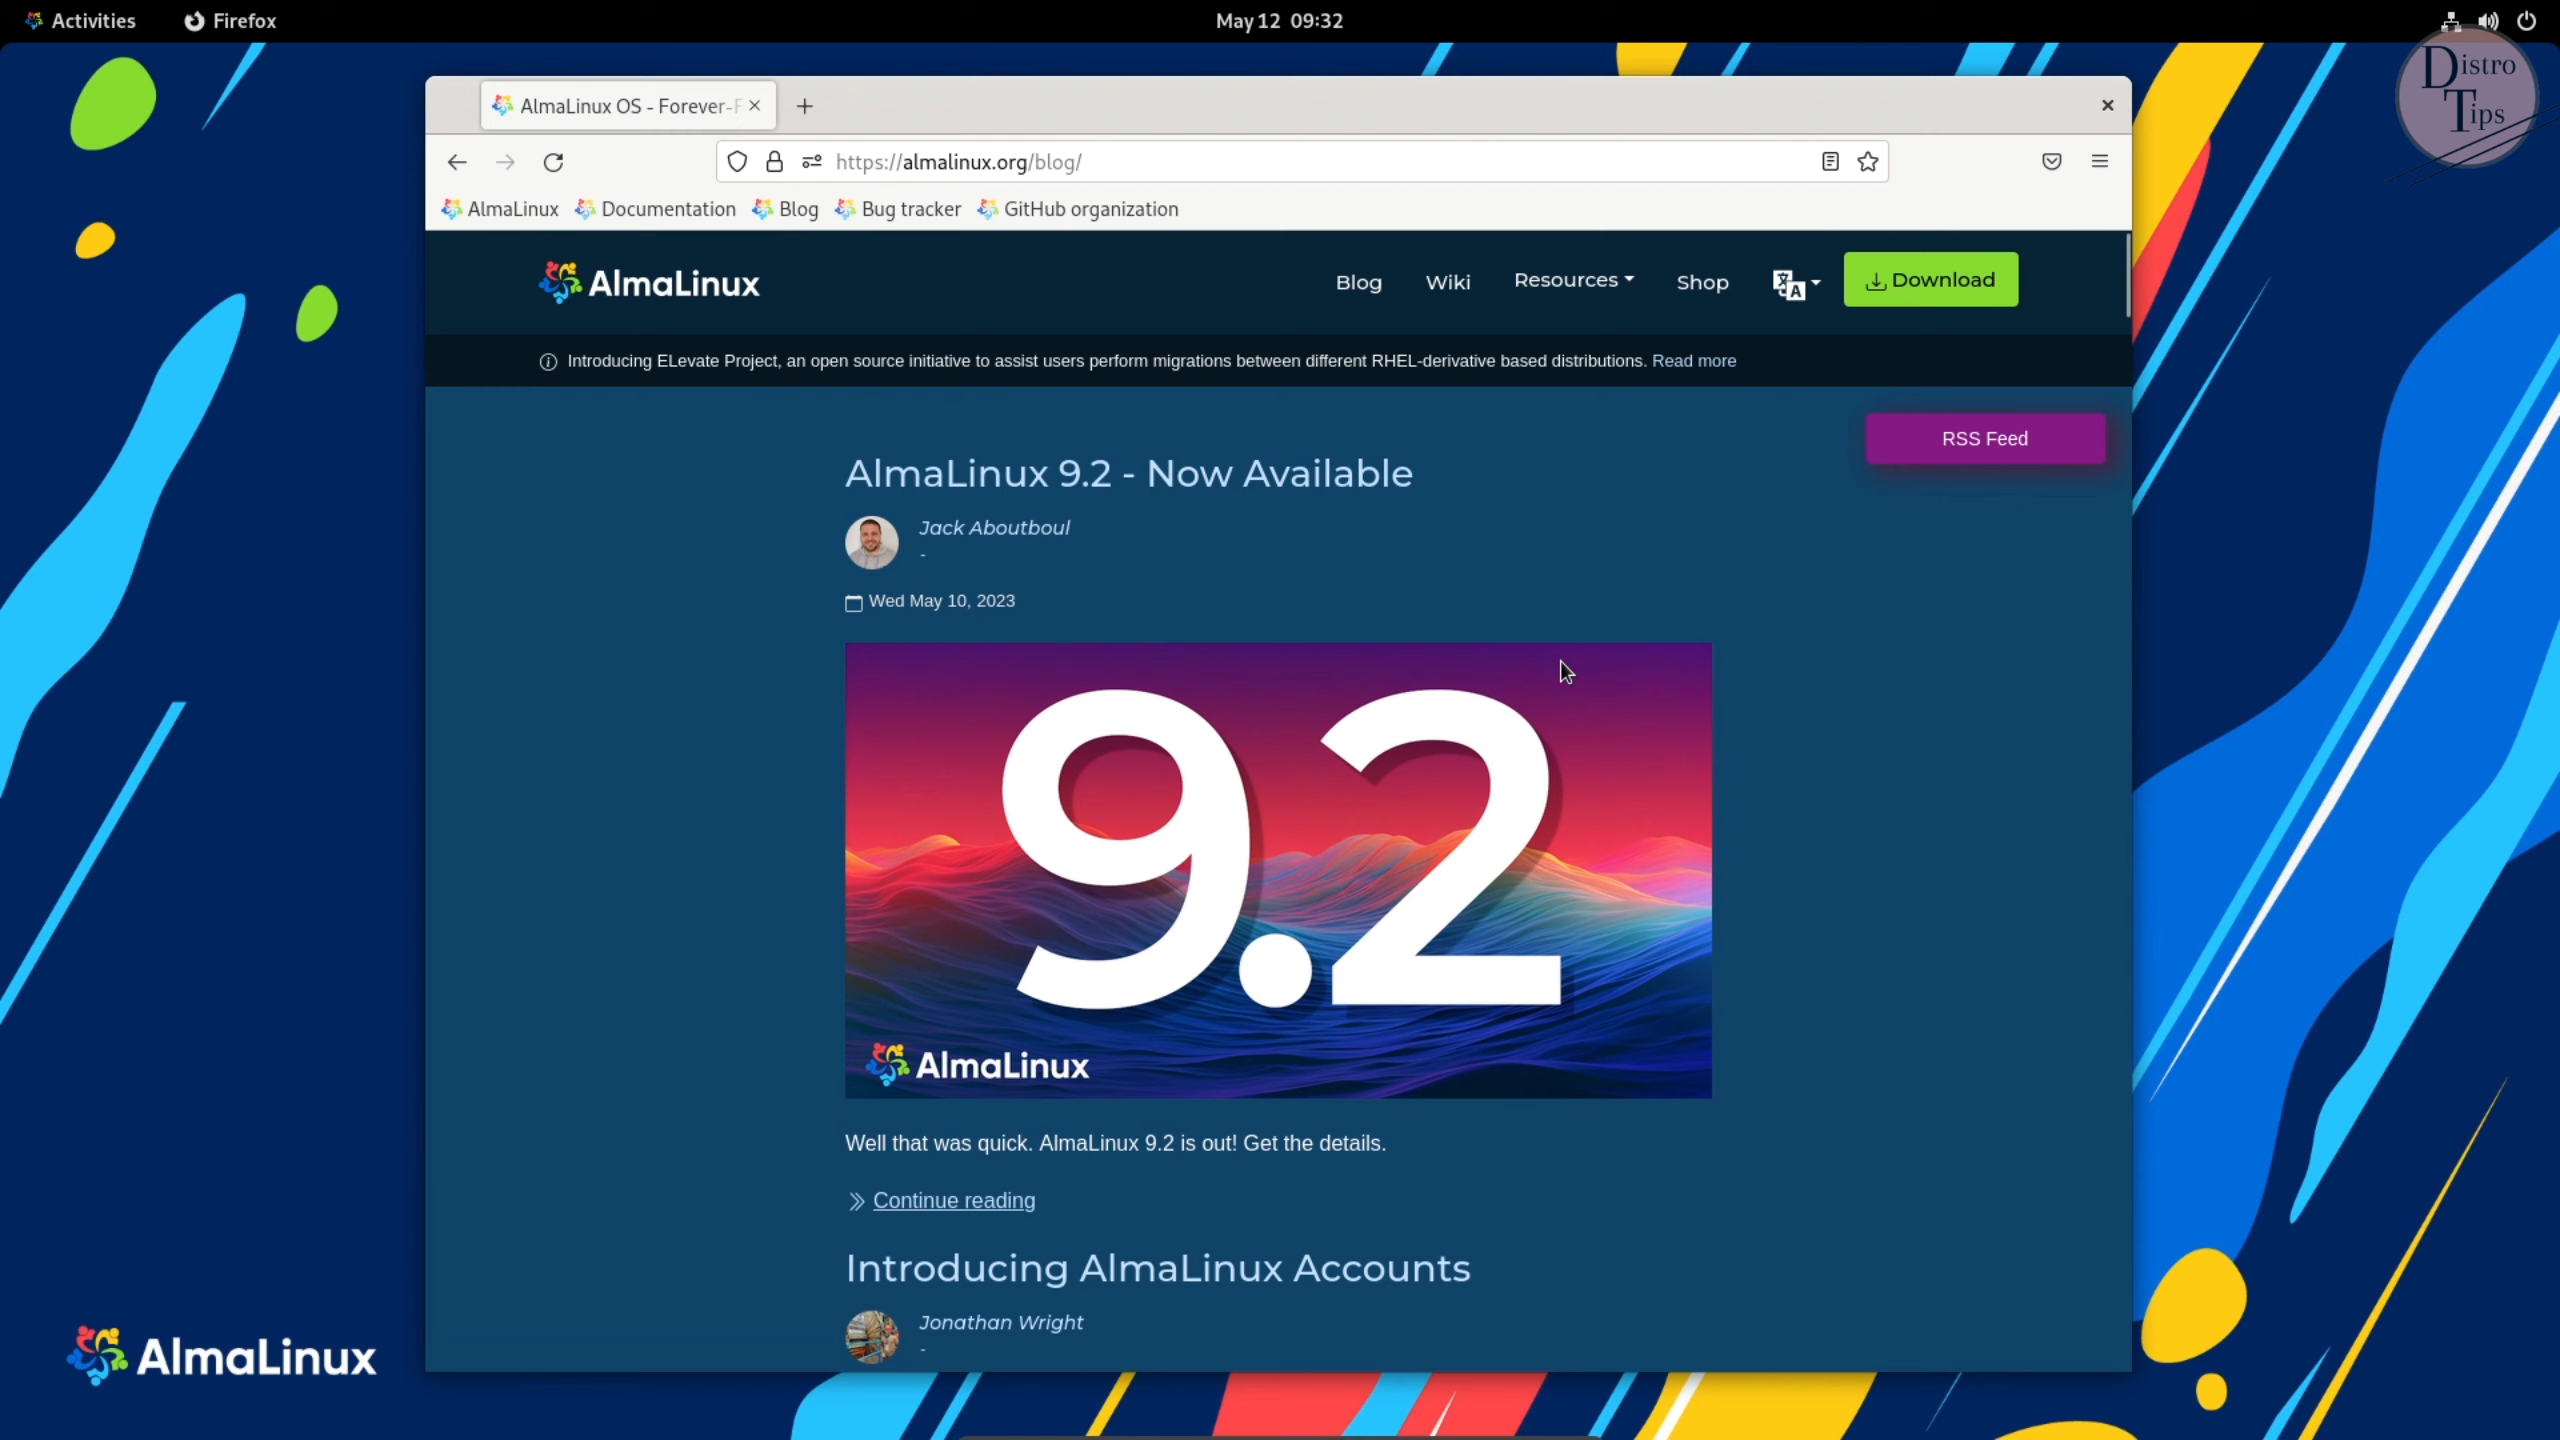 Activities
Firefox
May 12 09:32
Distro
Tips
AlmaLinux OS - Forever-F
https://almalinux.org/blog/
AlmaLinux
Documentation
Blog
Bug tracker
GitHub organization
AlmaLinux
Blog
Wiki
Resources
Shop
Download
Introducing ELevate Project, an open source initiative to assist users perform migrations between different RHEL-derivative based distributions. Read more
RSS Feed
AlmaLinux 9.2 - Now Available
Jack Aboutboul
-
Wed May 10, 2023
9.2
AlmaLinux
Well that was quick. AlmaLinux 9.2 is out! Get the details.
Continue reading
Introducing AlmaLinux Accounts
Jonathan Wright
-
AlmaLinux